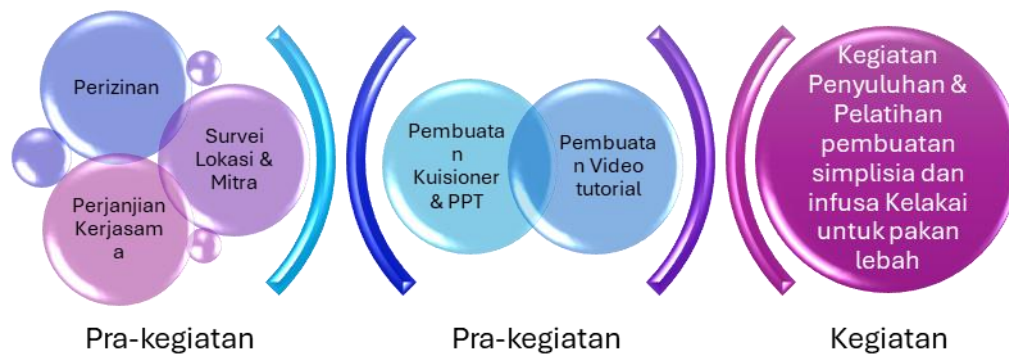 Perizinan
Survei
Lokasi &
Mitra
Perjanjian
Kerjasam
a
Pra-kegiatan
Pembuata
n
Kuisioner
& PPT
Pembuata
n Video
tutorial
Pra-kegiatan
Kegiatan
Penyuluhan &
Pelatihan
pembuatan
simplisia dan
infusa Kelakai
untuk pakan
lebah
Kegiatan